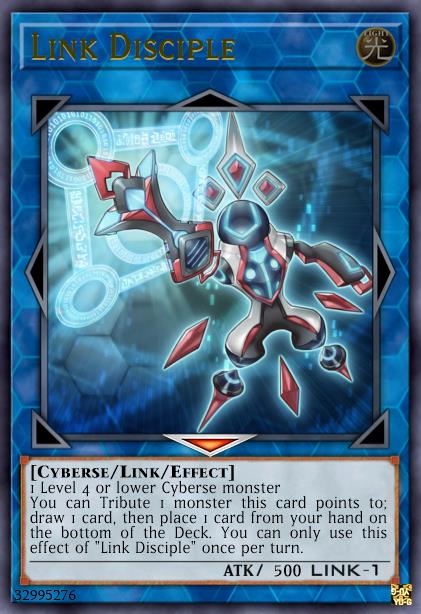 LINK DISCIPLE
LIGHT
光
[CYBERSE/LINK/EFFECT]
1 Level 4 or lower Cyberse monster
You can Tribute 1 monster this card points to;
draw 1 card, then place 1 card from your hand on
the bottom of the Deck. You can only use this
effect of "Link Disciple" once per turn.
ATK/ 500 LINK-1
32995276